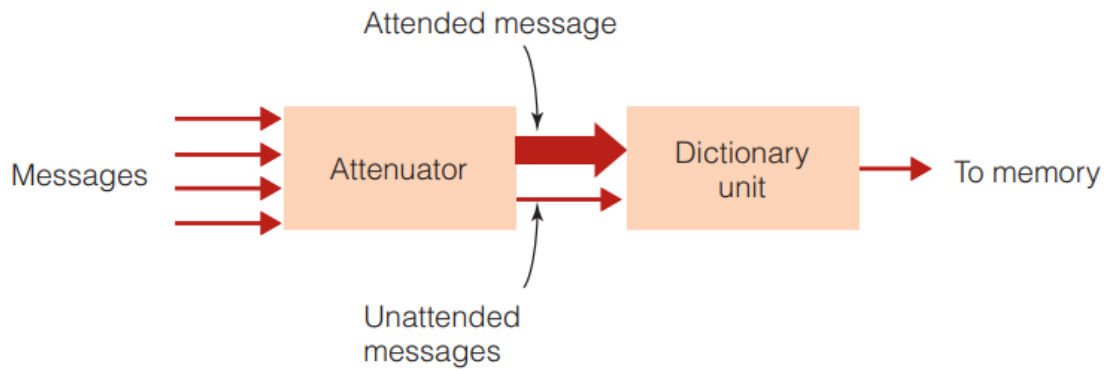 Attended message
Messages
Attenuator
Dictionary
unit
To memory
Unattended
messages